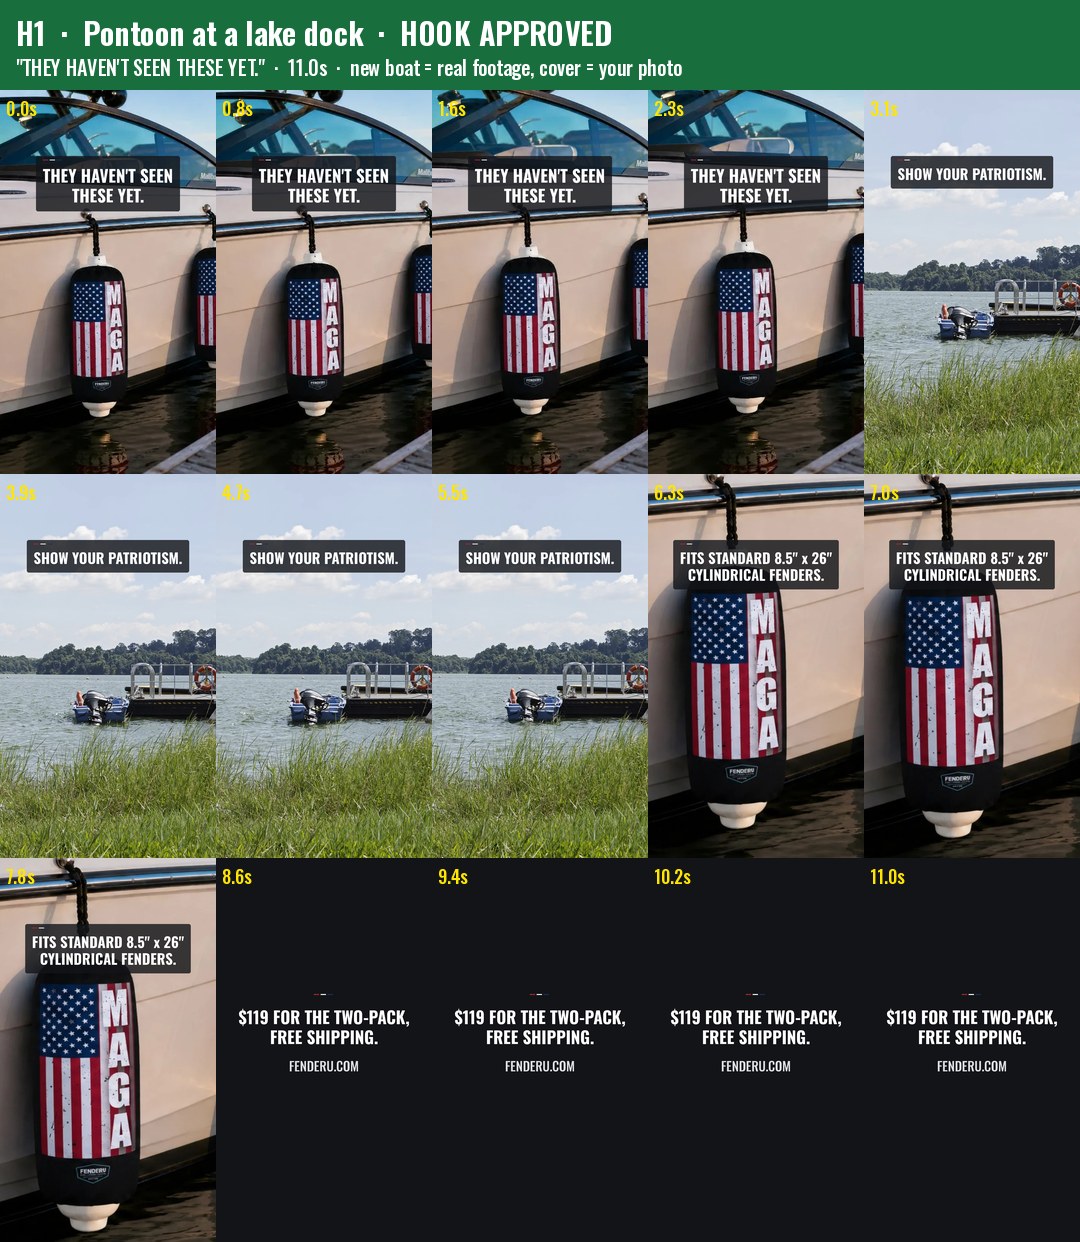 H1 · Pontoon at a lake dock · HOOK APPROVED
"THEY HAVEN'T SEEN THESE YET." · 11.0s · new boat = real footage, cover = your photo
0.0s
THEY HAVEN'T SEEN
THESE YET.
MAGA
FENDERU
0.8s
THEY HAVEN'T SEEN
THESE YET.
MAGA
FENDERU
1.6s
THEY HAVEN'T SEEN
THESE YET.
MAGA
FENDERU
2.3s
THEY HAVEN'T SEEN
THESE YET.
MAGA
FENDERU
3.1s
SHOW YOUR PATRIOTISM.
3.9s
SHOW YOUR PATRIOTISM.
4.7s
SHOW YOUR PATRIOTISM.
5.5s
SHOW YOUR PATRIOTISM.
6.3s
FITS STANDARD 8.5" x 26"
CYLINDRICAL FENDERS.
MAGA
FENDERU
7.0s
FITS STANDARD 8.5" x 26"
CYLINDRICAL FENDERS.
MAGA
FENDERU
7.8s
FITS STANDARD 8.5" x 26"
CYLINDRICAL FENDERS.
MAGA
FENDERU
8.6s
$119 FOR THE TWO-PACK,
FREE SHIPPING.
FENDERU.COM
9.4s
$119 FOR THE TWO-PACK,
FREE SHIPPING.
FENDERU.COM
10.2s
$119 FOR THE TWO-PACK,
FREE SHIPPING.
FENDERU.COM
11.0s
$119 FOR THE TWO-PACK,
FREE SHIPPING.
FENDERU.COM